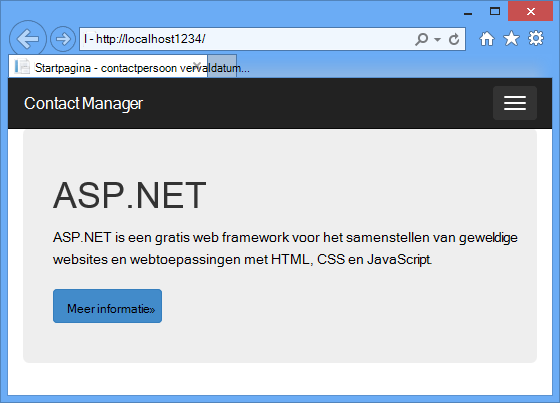 I - http://localhost1234/
Startpagina - contactpersoon vervaldatum...
Contact Manager
ASP.NET
ASP.NET is een gratis web framework voor het samenstellen van geweldige
websites en webtoepassingen met HTML, CSS en JavaScript.
Meer informatie»